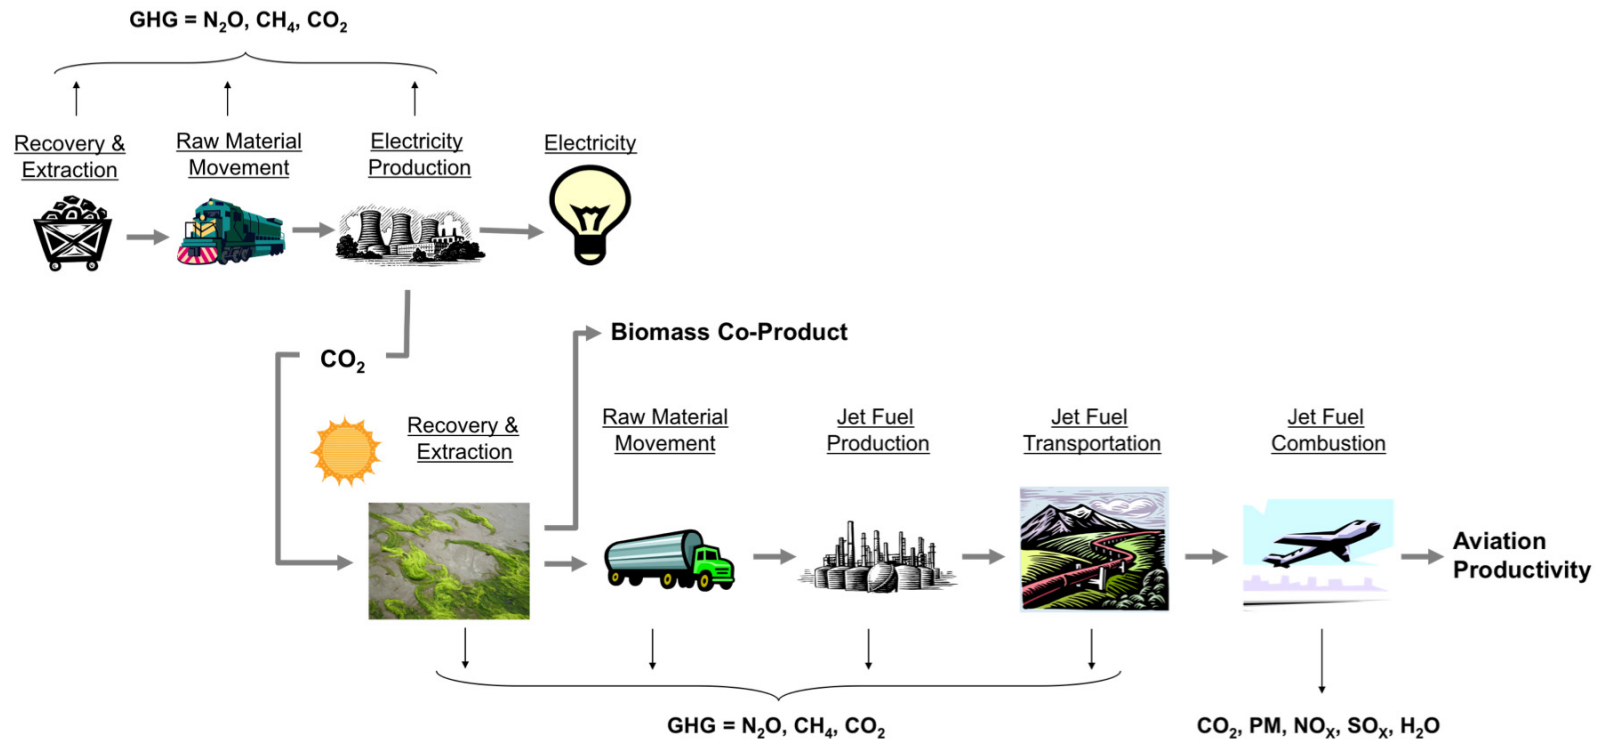 GHG = N₂O, CH₄, CO₂
Recovery &
Extraction
Raw Material
Movement
Electricity
Production
Electricity
CO₂
Biomass Co-Product
Recovery &
Extraction
Raw Material
Movement
Jet Fuel
Production
Jet Fuel
Transportation
Jet Fuel
Combustion
Aviation
Productivity
GHG = N₂O, CH₄, CO₂
CO₂, PM, NOₓ, SOₓ, H₂O